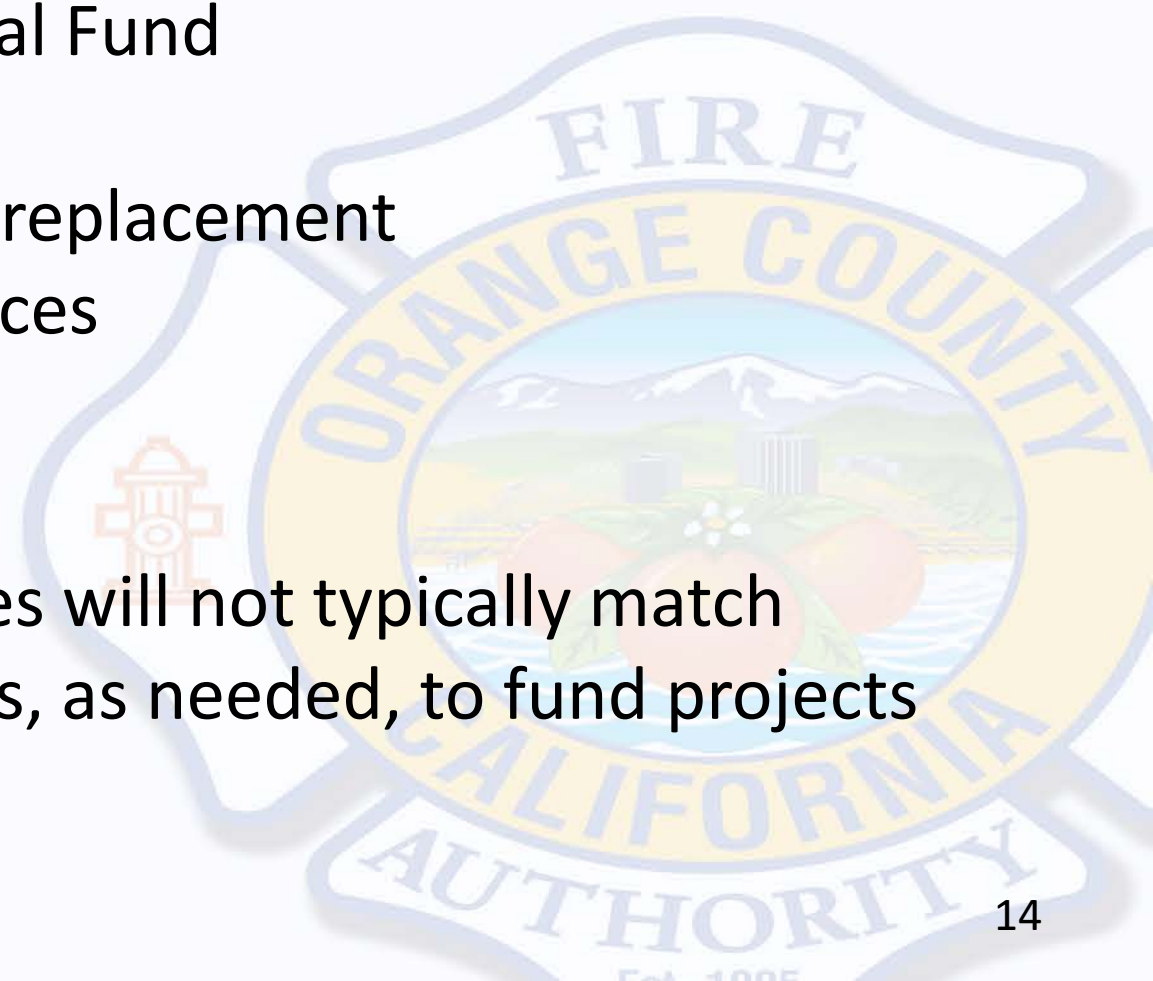 al Fund
replacement
ces
es will not typically match
s, as needed, to fund projects
FIRE
ORANGE COUNTY
CALIFORNIA
AUTHORITY
14